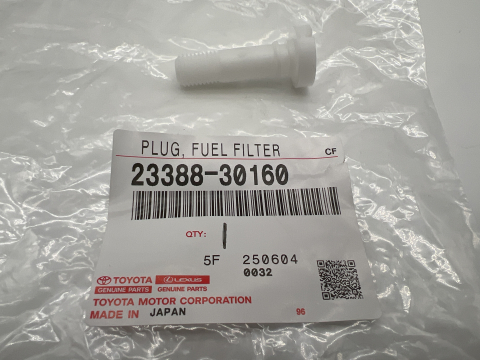 PLUG, FUEL FILTER CF
23388-30160
QTY: 1
5F 250604
0032
TOYOTA LEXUS
GENUINE PARTS GENUINE PARTS
TOYOTA MOTOR CORPORATION
MADE IN JAPAN 96